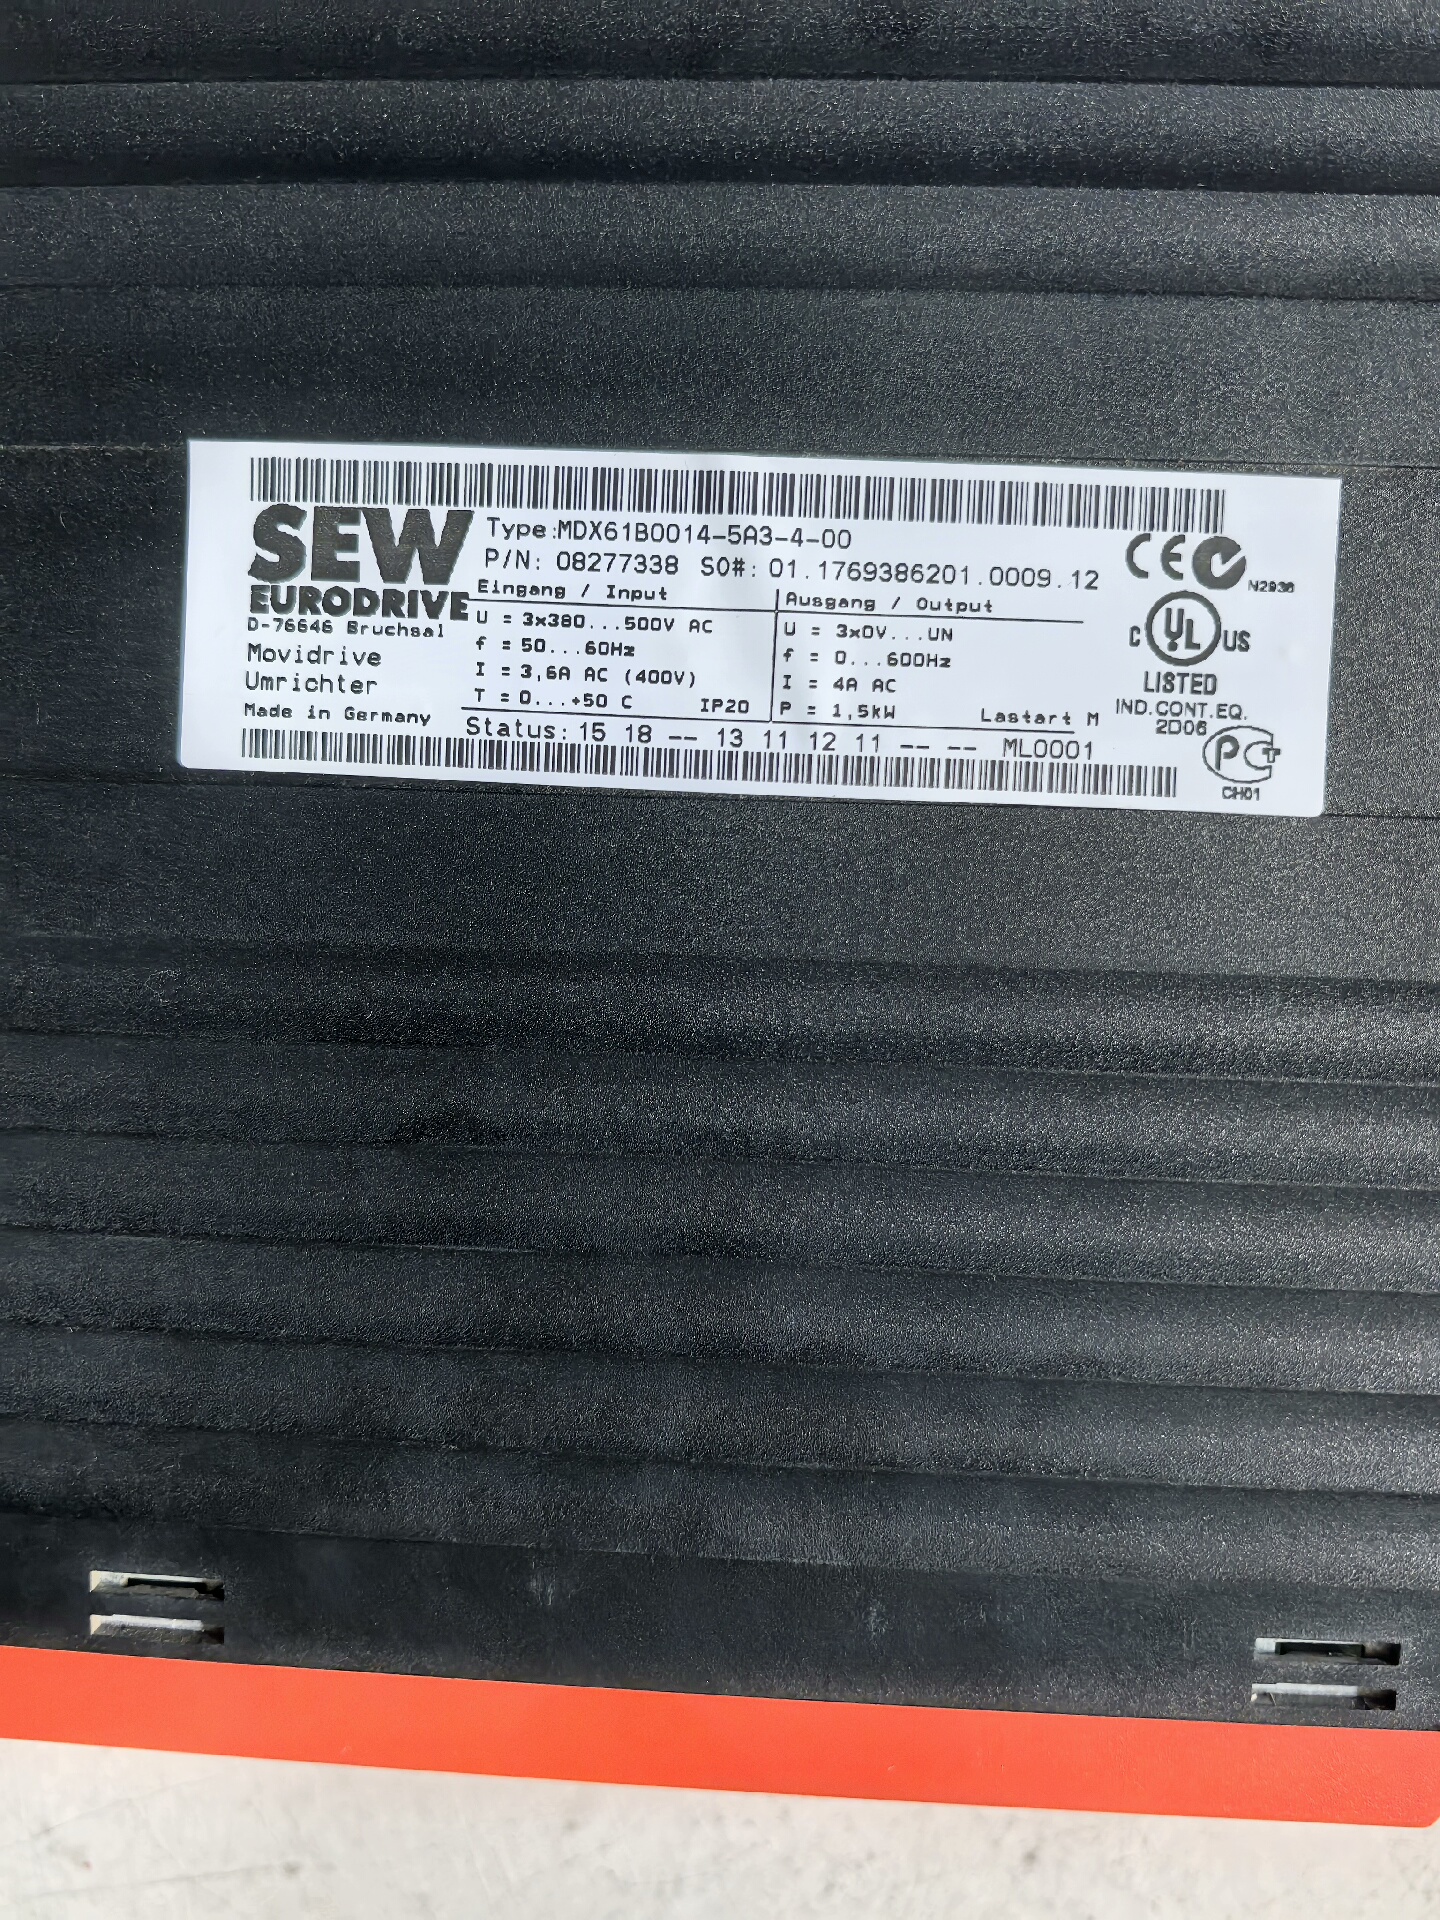 SEW
EURODRIVE
D-76646 Bruchsal
Movidrive
Umrichter
Made in Germany
Type:MDX61B0014-5A3-4-00
P/N: 08277338 SO#: 01.1769386201.0009.12
Eingang / Input
U = 3x380...500V AC
f = 50...60Hz
I = 3,6A AC (400V)
T = 0...+50 C IP20
Ausgang / Output
U = 3x0V...UN
f = 0...600Hz
I = 4A AC
P = 1,5kW Lastart M
Status: 15 18 -- 13 11 12 11 -- -- ML0001
CE N2936
C UL US
LISTED
IND.CONT.EQ.
2D06
PCT
CH01